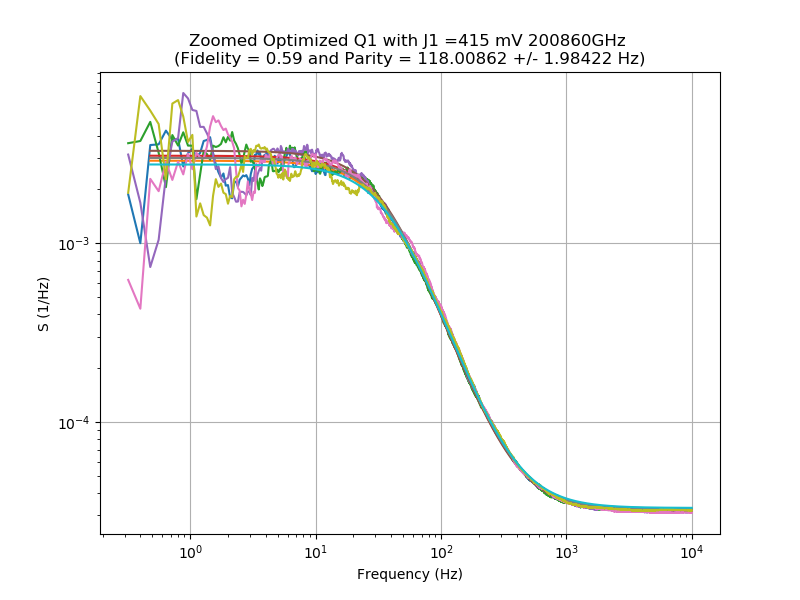 Zoomed Optimized Q1 with J1 =415 mV 200860GHz
(Fidelity = 0.59 and Parity = 118.00862 +/- 1.98422 Hz)
S (1/Hz)
10⁻³
10⁻⁴
10⁰ 10¹ 10² 10³ 10⁴
Frequency (Hz)